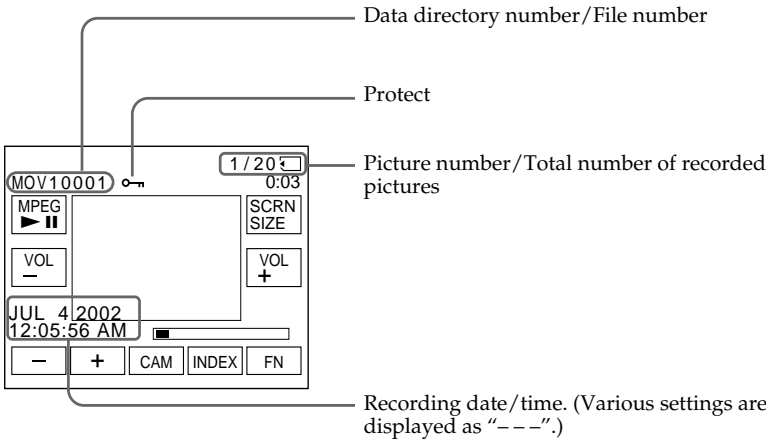 Data directory number/File number
Protect
Picture number/Total number of recorded
pictures
1/20
MOV10001
0:03
MPEG
SCRN
SIZE
VOL
−
VOL
+
JUL 4 2002
12:05:56 AM
− + CAM INDEX FN
Recording date/time. (Various settings are
displayed as “– – –”.)